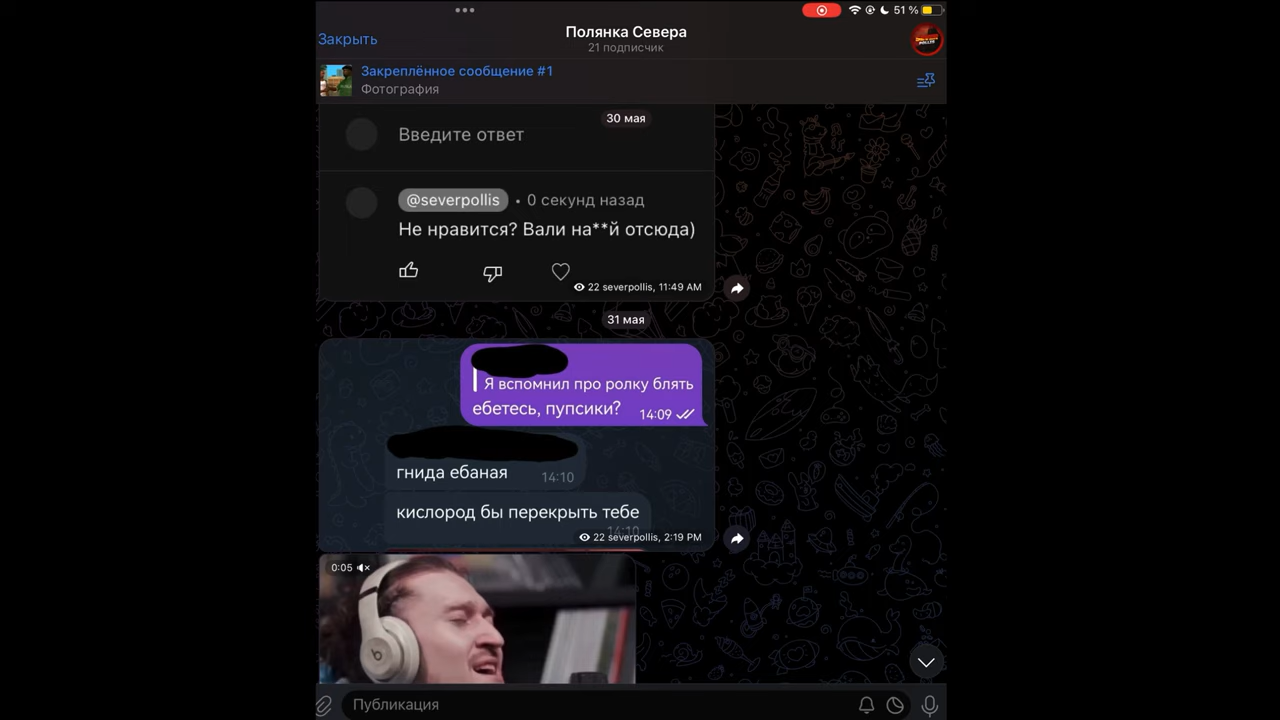 51 %
Закрыть
Полянка Севера
21 подписчик
Закреплённое сообщение #1
Фотография
30 мая
Введите ответ
@severpollis • 0 секунд назад
Не нравится? Вали на**й отсюда)
22 severpollis, 11:49 AM
31 мая
Я вспомнил про ролку блять
ебетесь, пупсики? 14:09
гнида ебаная 14:10
кислород бы перекрыть тебе
14:10
22 severpollis, 2:19 PM
0:05
Публикация